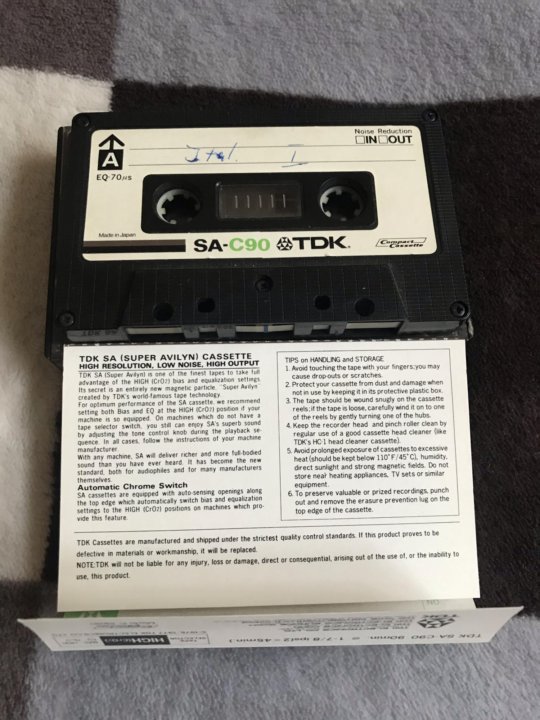 Noise Reduction
A
□IN □OUT
Ital. I
EQ-70μs
Made in Japan
SA-C90 TDK
Compact Cassette
TDK SA (SUPER AVILYN) CASSETTE
HIGH RESOLUTION, LOW NOISE, HIGH OUTPUT
TDK SA (Super Avilyn) is one of the finest tapes to take full
advantage of the HIGH (CrO2) bias and equalization settings
Its secret is an entirely new magnetic particle. "Super Avilyn"
created by TDK's world-famous tape technology.
For optimum performance of the SA cassette, we recommend
setting both Bias and EQ at the HIGH (CrO2) position if your
machine is so equipped. On machines which do not have a
tape selector switch, you still can enjoy SA's superb sound
by adjusting the tone control knob during the playback se-
quence. In all cases, follow the instructions of your machine
manufacturer.
With any machine, SA will deliver richer and more full-bodied
sound than you have ever heard. It has become the new
standard, both for audiophiles and for many manufacturers
themselves.
Automatic Chrome Switch
SA cassettes are equipped with auto-sensing openings along
the top edge which automatically switch bias and equalization
settings to the HIGH (CrO2) positions on machines which pro-
vide this feature.
TIPS on HANDLING and STORAGE
1. Avoid touching the tape with your fingers;you may
cause drop-outs or scratches.
2. Protect your cassette from dust and damage when
not in use by keeping it in its protective plastic box.
3. The tape should be wound snugly on the cassette
reels; if the tape is loose, carefully wind it on to one
of the reels by gently turning one of the hubs.
4. Keep the recorder head and pinch roller clean by
regular use of a good cassette head cleaner (like
TDK's HC-1 head cleaner cassette).
5. Avoid prolonged exposure of cassettes to excessive
heat (should be kept below 110°F/45°C), humidity,
direct sunlight and strong magnetic fields. Do not
store near heating appliances, TV sets or similar
equipment.
6. To preserve valuable or prized recordings, punch
out and remove the erasure prevention lug on the
top edge of the cassette.
TDK Cassettes are manufactured and shipped under the strictest quality control standards. If this product proves to be
defective in materials or workmanship, it will be replaced.
NOTE:TDK will not be liable for any injury, loss or damage, direct or consequential, arising out of the use of, or the inability to
use, this product.
TDK SA-C90 90min. @ 1-7/8 ips(2×45min.)
HIGH(CrO2)